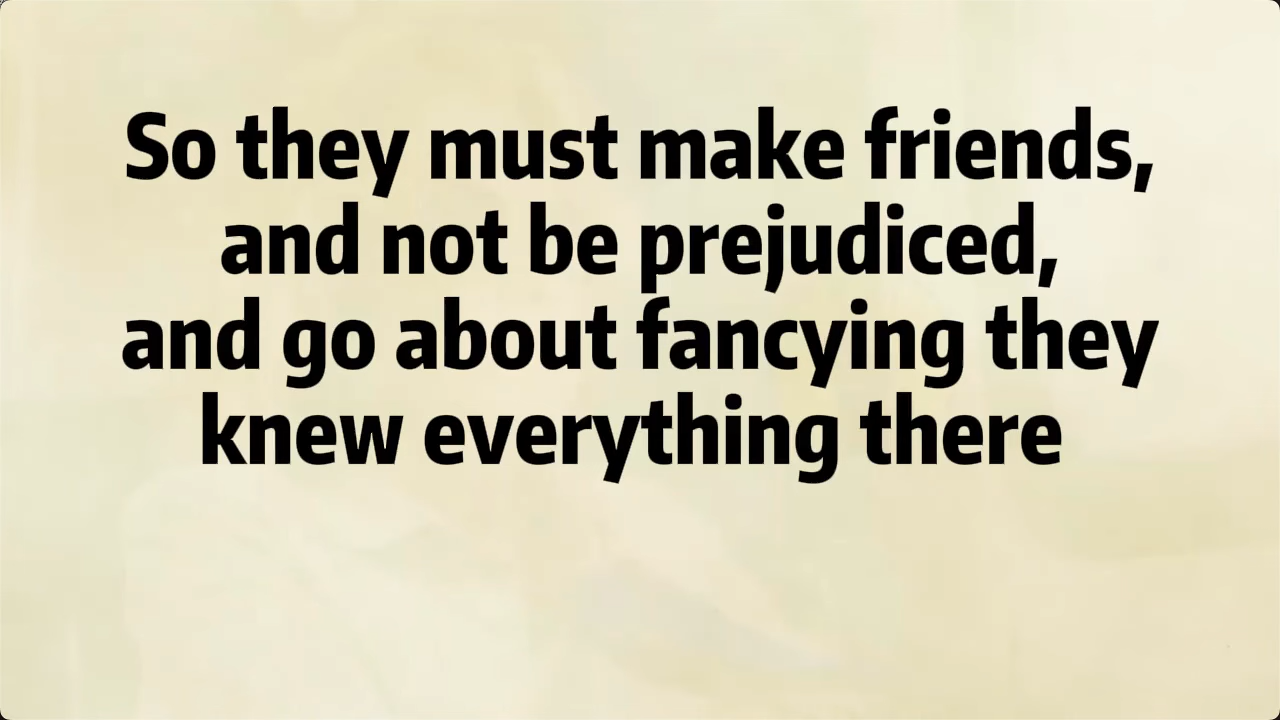 So they must make friends,
and not be prejudiced,
and go about fancying they
knew everything there